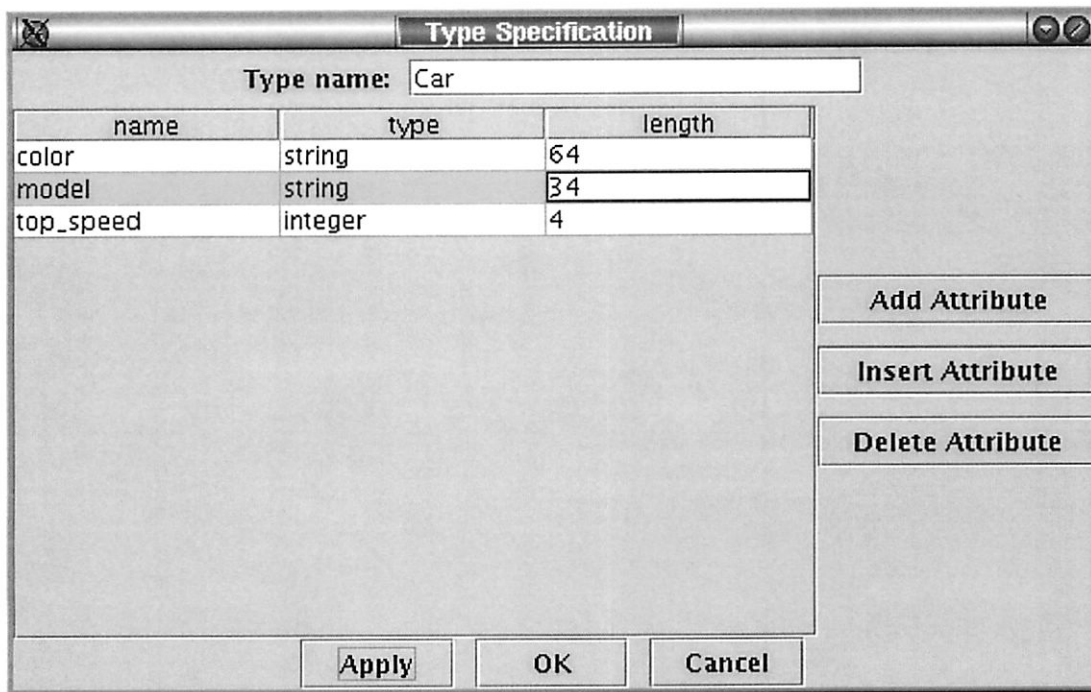 Type Specification
Type name: Car
name type length
color string 64
model string 34
top_speed integer 4
Add Attribute
Insert Attribute
Delete Attribute
Apply OK Cancel